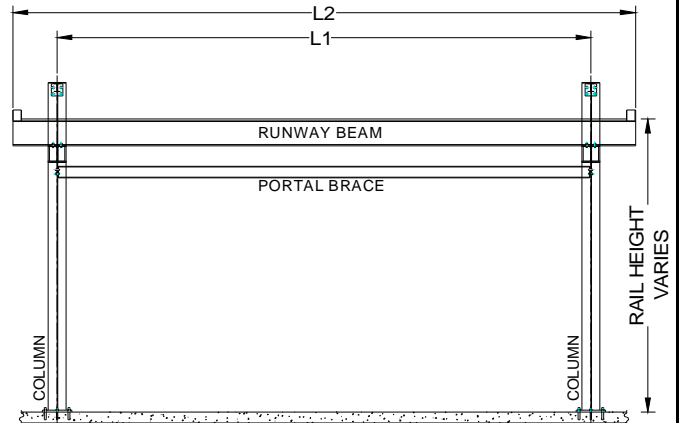 L2
L1
RUNWAY BEAM
PORTAL BRACE
RAIL HEIGHT
VARIES
COLUMN
COLUMN